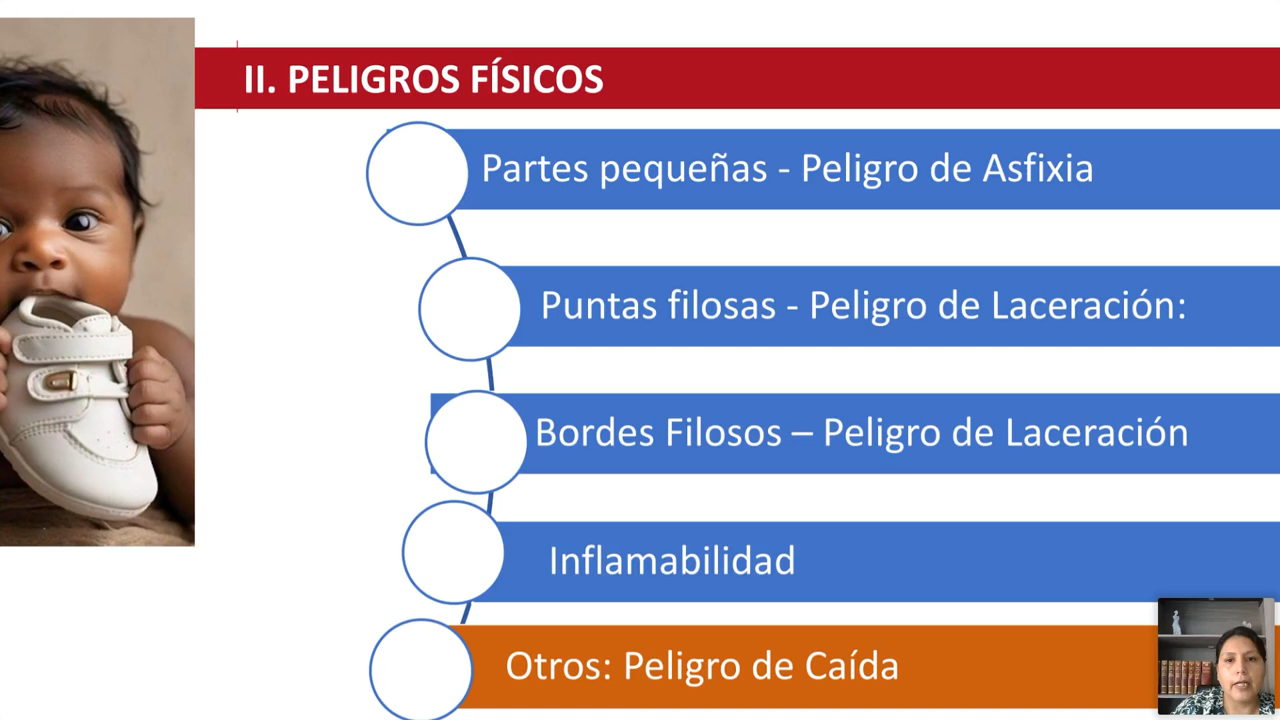 II. PELIGROS FÍSICOS
Partes pequeñas - Peligro de Asfixia
Puntas filosas - Peligro de Laceración:
Bordes Filosos – Peligro de Laceración
Inflamabilidad
Otros: Peligro de Caída